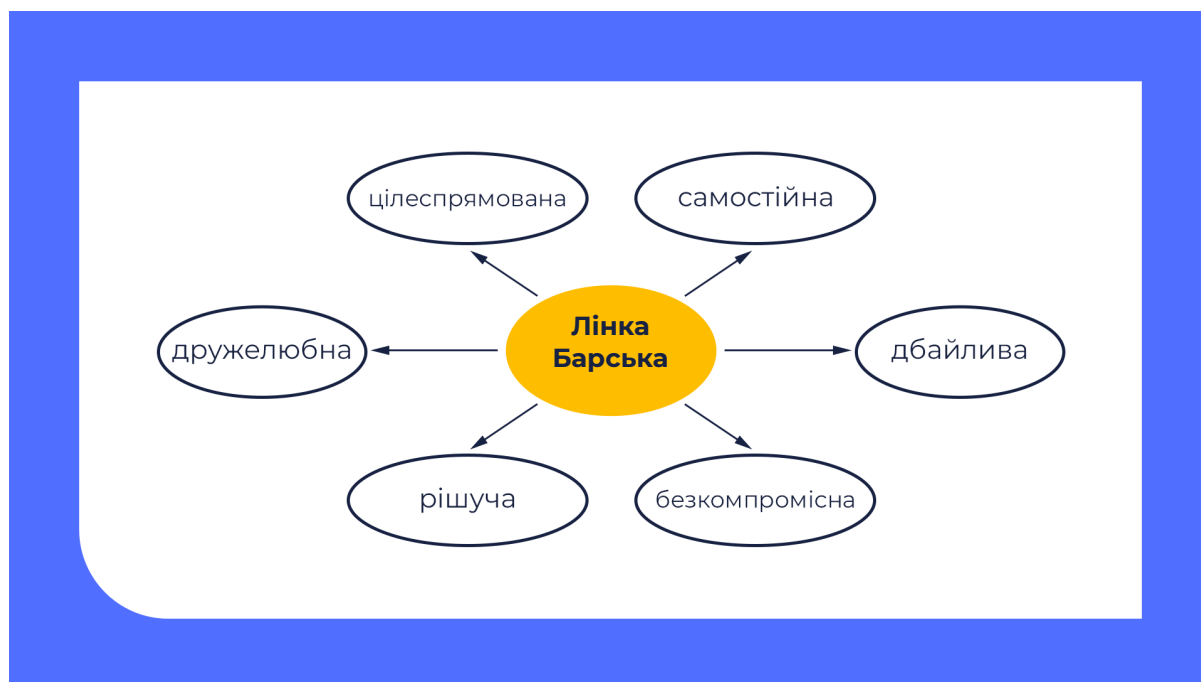 цілеспрямована
самостійна
дружелюбна
Лінка
Барська
дбайлива
рішуча
безкомпромісна